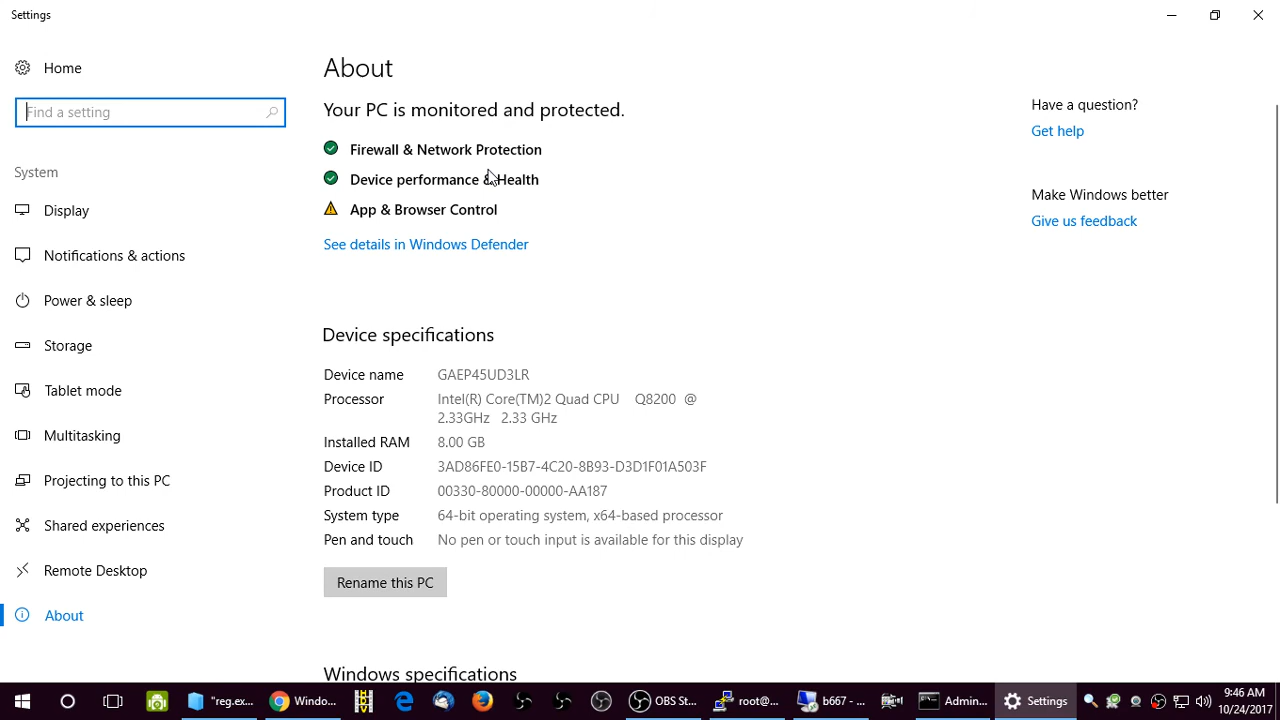 Settings
Home
Find a setting
System
Display
Notifications & actions
Power & sleep
Storage
Tablet mode
Multitasking
Projecting to this PC
Shared experiences
Remote Desktop
About
About
Your PC is monitored and protected.
Firewall & Network Protection
Device performance & Health
App & Browser Control
See details in Windows Defender
Device specifications
Device name GAEP45UD3LR
Processor Intel(R) Core(TM)2 Quad CPU Q8200 @
2.33GHz 2.33 GHz
Installed RAM 8.00 GB
Device ID 3AD86FE0-15B7-4C20-8B93-D3D1F01A503F
Product ID 00330-80000-00000-AA187
System type 64-bit operating system, x64-based processor
Pen and touch No pen or touch input is available for this display
Rename this PC
Windows specifications
Have a question?
Get help
Make Windows better
Give us feedback
"reg.ex...
Windo...
OBS St...
root@...
b667 - ...
Admin...
Settings
9:46 AM
10/24/2017